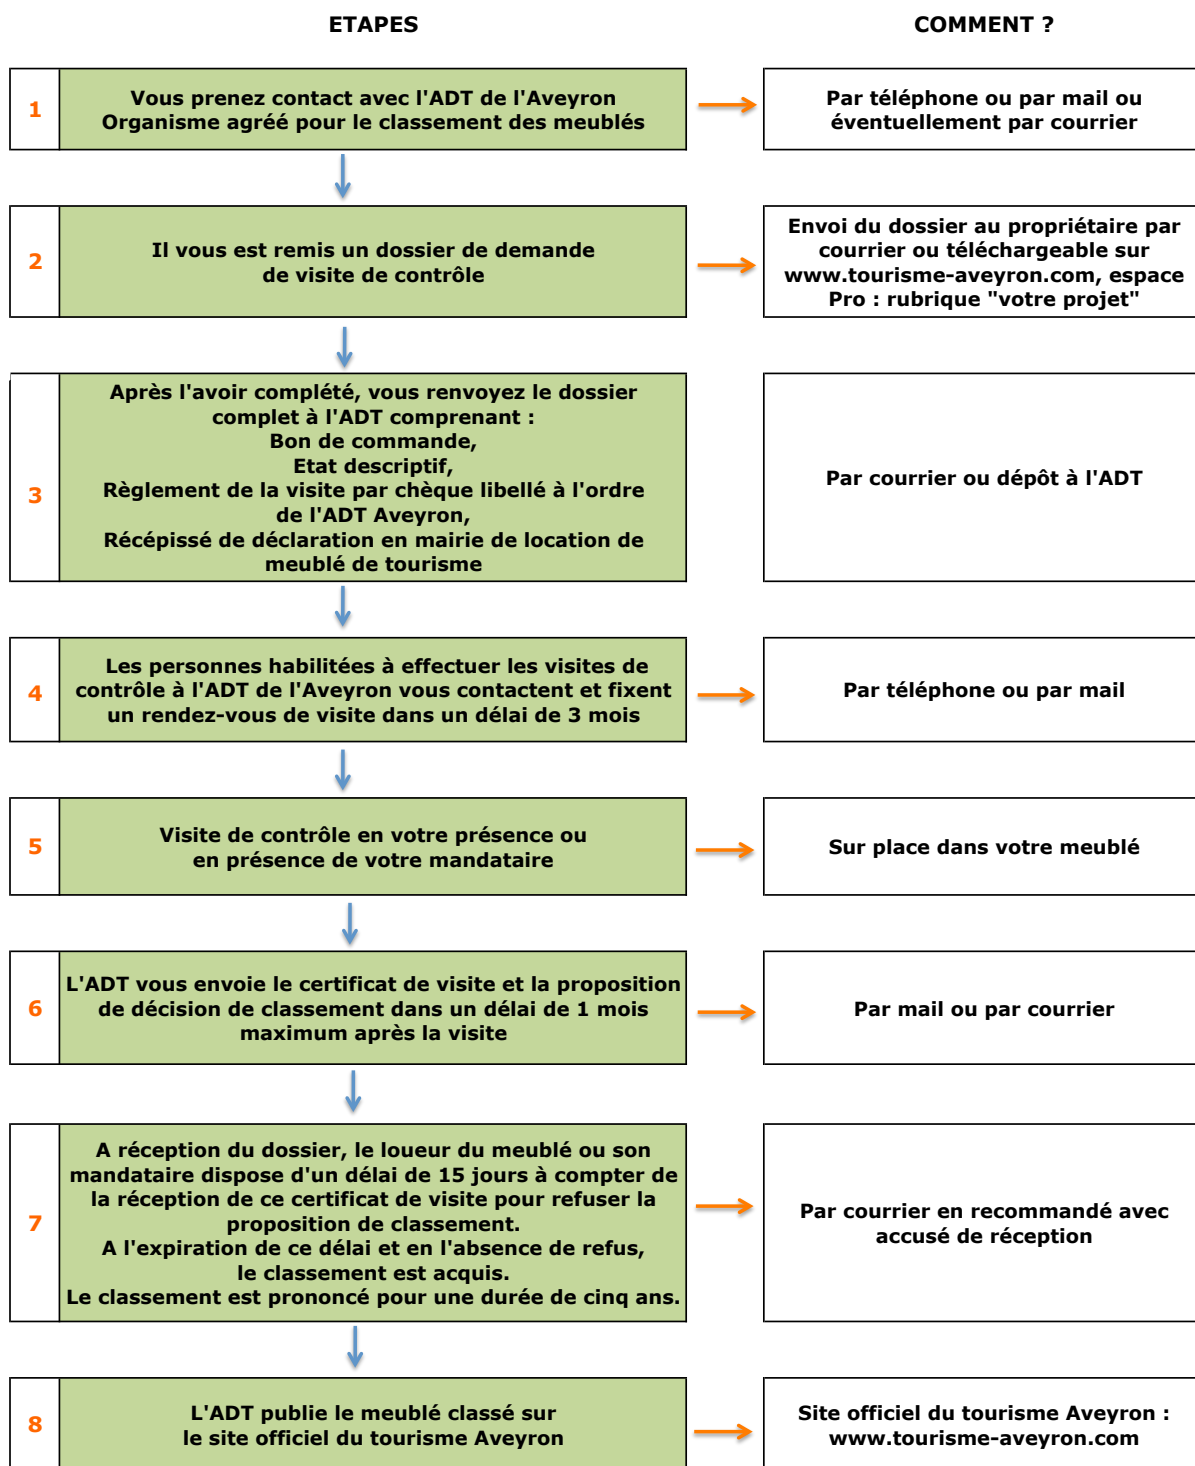 ETAPES
COMMENT ?
1
Vous prenez contact avec l'ADT de l'Aveyron
Organisme agréé pour le classement des meublés
Par téléphone ou par mail ou
éventuellement par courrier
2
Il vous est remis un dossier de demande
de visite de contrôle
Envoi du dossier au propriétaire par
courrier ou téléchargeable sur
www.tourisme-aveyron.com, espace
Pro : rubrique "votre projet"
3
Après l'avoir complété, vous renvoyez le dossier
complet à l'ADT comprenant :
Bon de commande,
Etat descriptif,
Règlement de la visite par chèque libellé à l'ordre
de l'ADT Aveyron,
Récépissé de déclaration en mairie de location de
meublé de tourisme
Par courrier ou dépôt à l'ADT
4
Les personnes habilitées à effectuer les visites de
contrôle à l'ADT de l'Aveyron vous contactent et fixent
un rendez-vous de visite dans un délai de 3 mois
Par téléphone ou par mail
5
Visite de contrôle en votre présence ou
en présence de votre mandataire
Sur place dans votre meublé
6
L'ADT vous envoie le certificat de visite et la proposition
de décision de classement dans un délai de 1 mois
maximum après la visite
Par mail ou par courrier
7
A réception du dossier, le loueur du meublé ou son
mandataire dispose d'un délai de 15 jours à compter de
la réception de ce certificat de visite pour refuser la
proposition de classement.
A l'expiration de ce délai et en l'absence de refus,
le classement est acquis.
Le classement est prononcé pour une durée de cinq ans.
Par courrier en recommandé avec
accusé de réception
8
L'ADT publie le meublé classé sur
le site officiel du tourisme Aveyron
Site officiel du tourisme Aveyron :
www.tourisme-aveyron.com